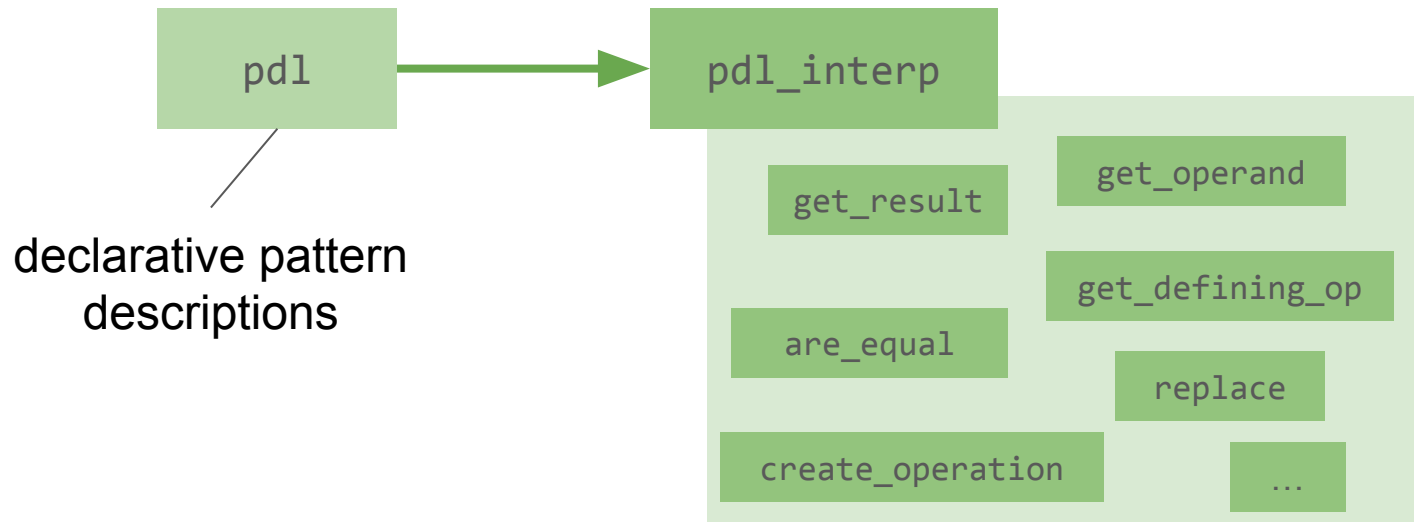 pdl
pdl_interp
declarative pattern
descriptions
get_result
get_operand
get_defining_op
are_equal
replace
create_operation
...